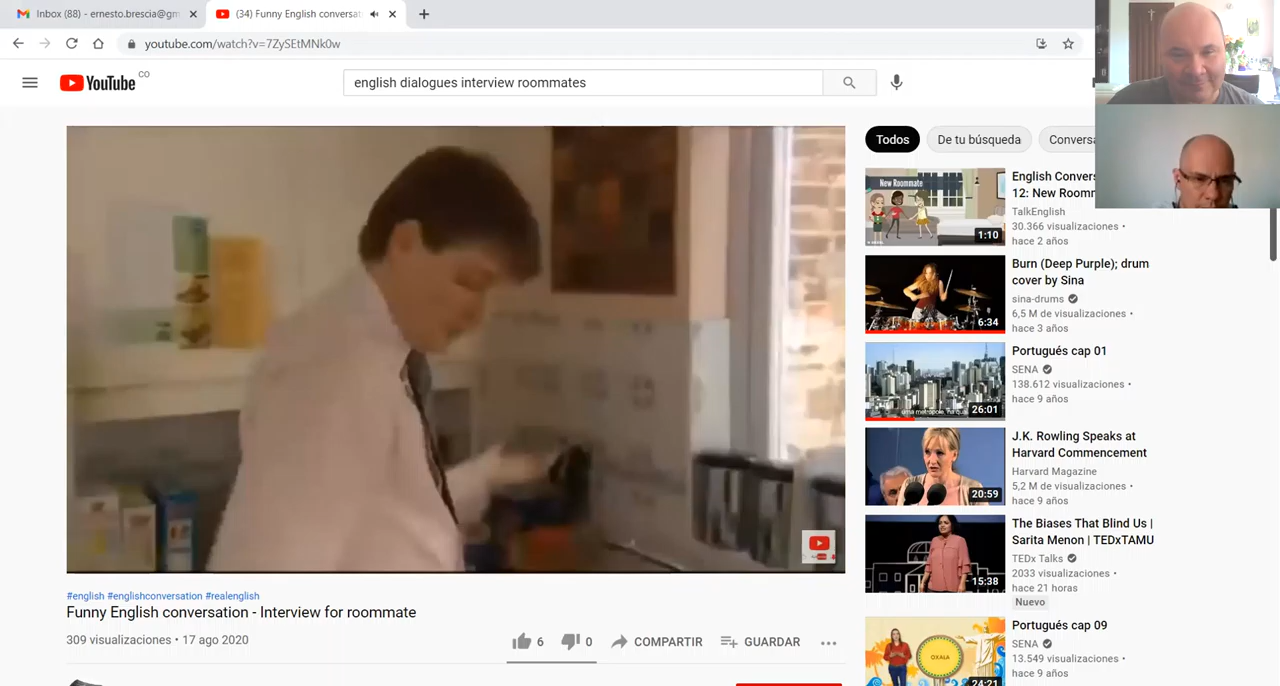 Inbox (88) - ernesto.brescia@gm
(34) Funny English conversat
youtube.com/watch?v=7ZySEtMNk0w
YouTube CO
english dialogues interview roommates
Todos
De tu búsqueda
Conversa
New Roommate
1:10
English Convers
12: New Roomm
TalkEnglish
30.366 visualizaciones •
hace 2 años
6:34
Burn (Deep Purple); drum
cover by Sina
sina-drums
6,5 M de visualizaciones •
hace 3 años
26:01
Portugués cap 01
SENA
138.612 visualizaciones •
hace 9 años
20:59
J.K. Rowling Speaks at
Harvard Commencement
Harvard Magazine
5,2 M de visualizaciones •
hace 9 años
15:38
The Biases That Blind Us |
Sarita Menon | TEDxTAMU
TEDx Talks
2033 visualizaciones •
hace 21 horas
Nuevo
OXALA
24:21
Portugués cap 09
SENA
13.549 visualizaciones •
hace 9 años
#english #englishconversation #realenglish
Funny English conversation - Interview for roommate
309 visualizaciones • 17 ago 2020
6
0
COMPARTIR
GUARDAR